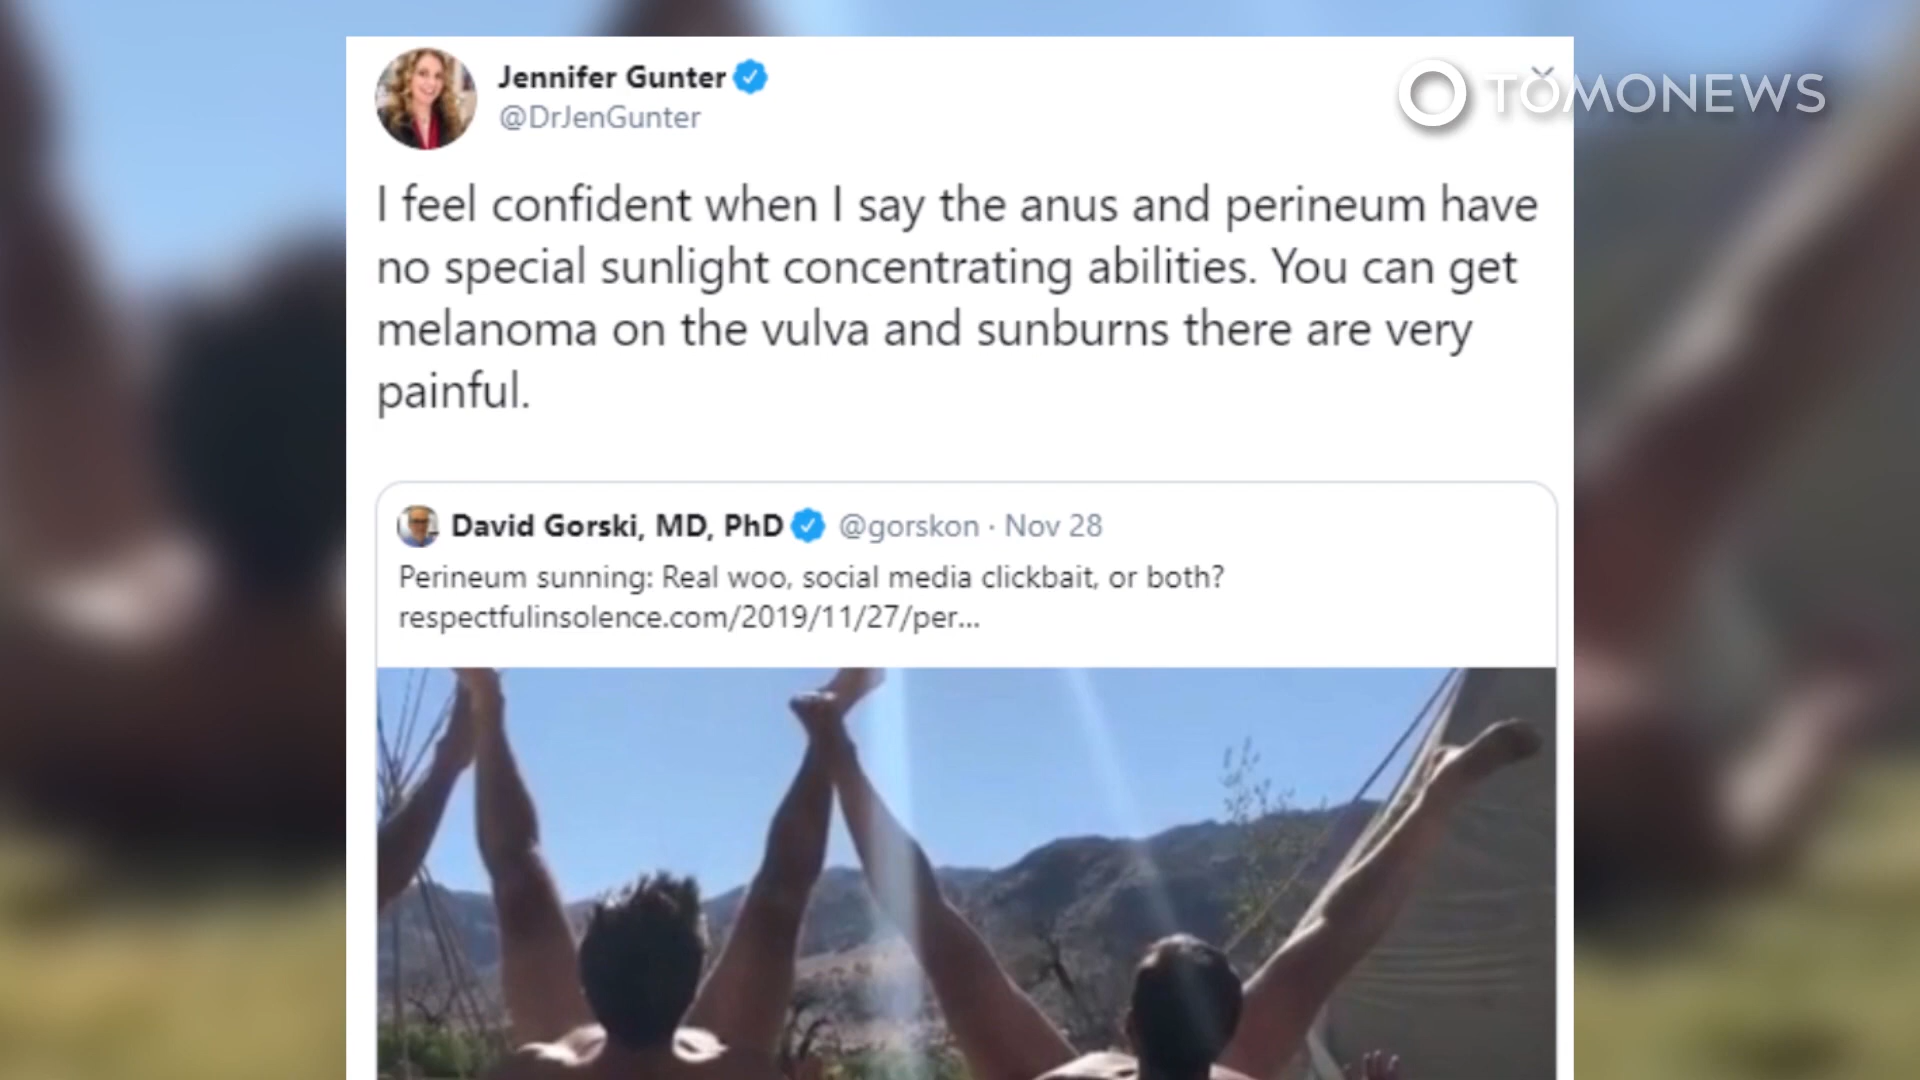 Jennifer Gunter
@DrJenGunter
TOMONEWS
I feel confident when I say the anus and perineum have
no special sunlight concentrating abilities. You can get
melanoma on the vulva and sunburns there are very
painful.
David Gorski, MD, PhD @gorskon · Nov 28
Perineum sunning: Real woo, social media clickbait, or both?
respectfulinsolence.com/2019/11/27/per...